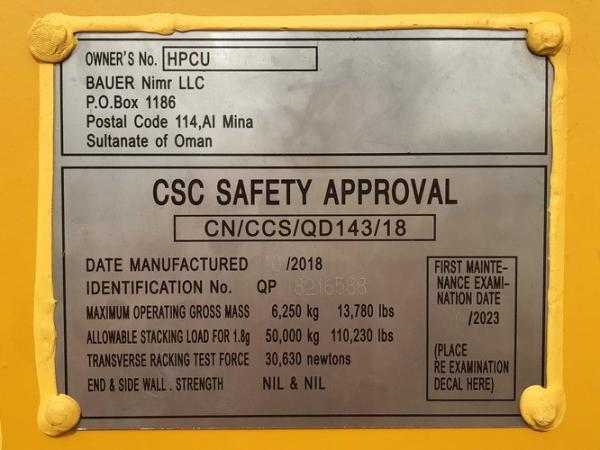 OWNER'S No. HPCU
BAUER Nimr LLC
P.O.Box 1186
Postal Code 114,Al Mina
Sultanate of Oman
CSC SAFETY APPROVAL
CN/CCS/QD143/18
DATE MANUFACTURED 10/2018
IDENTIFICATION No. QP 18216588
MAXIMUM OPERATING GROSS MASS 6,250 kg 13,780 lbs
ALLOWABLE STACKING LOAD FOR 1.8g 50,000 kg 110,230 lbs
TRANSVERSE RACKING TEST FORCE 30,630 newtons
END & SIDE WALL . STRENGTH NIL & NIL
FIRST MAINTE-
NANCE EXAMI-
NATION DATE
/2023
(PLACE
RE EXAMINATION
DECAL HERE)